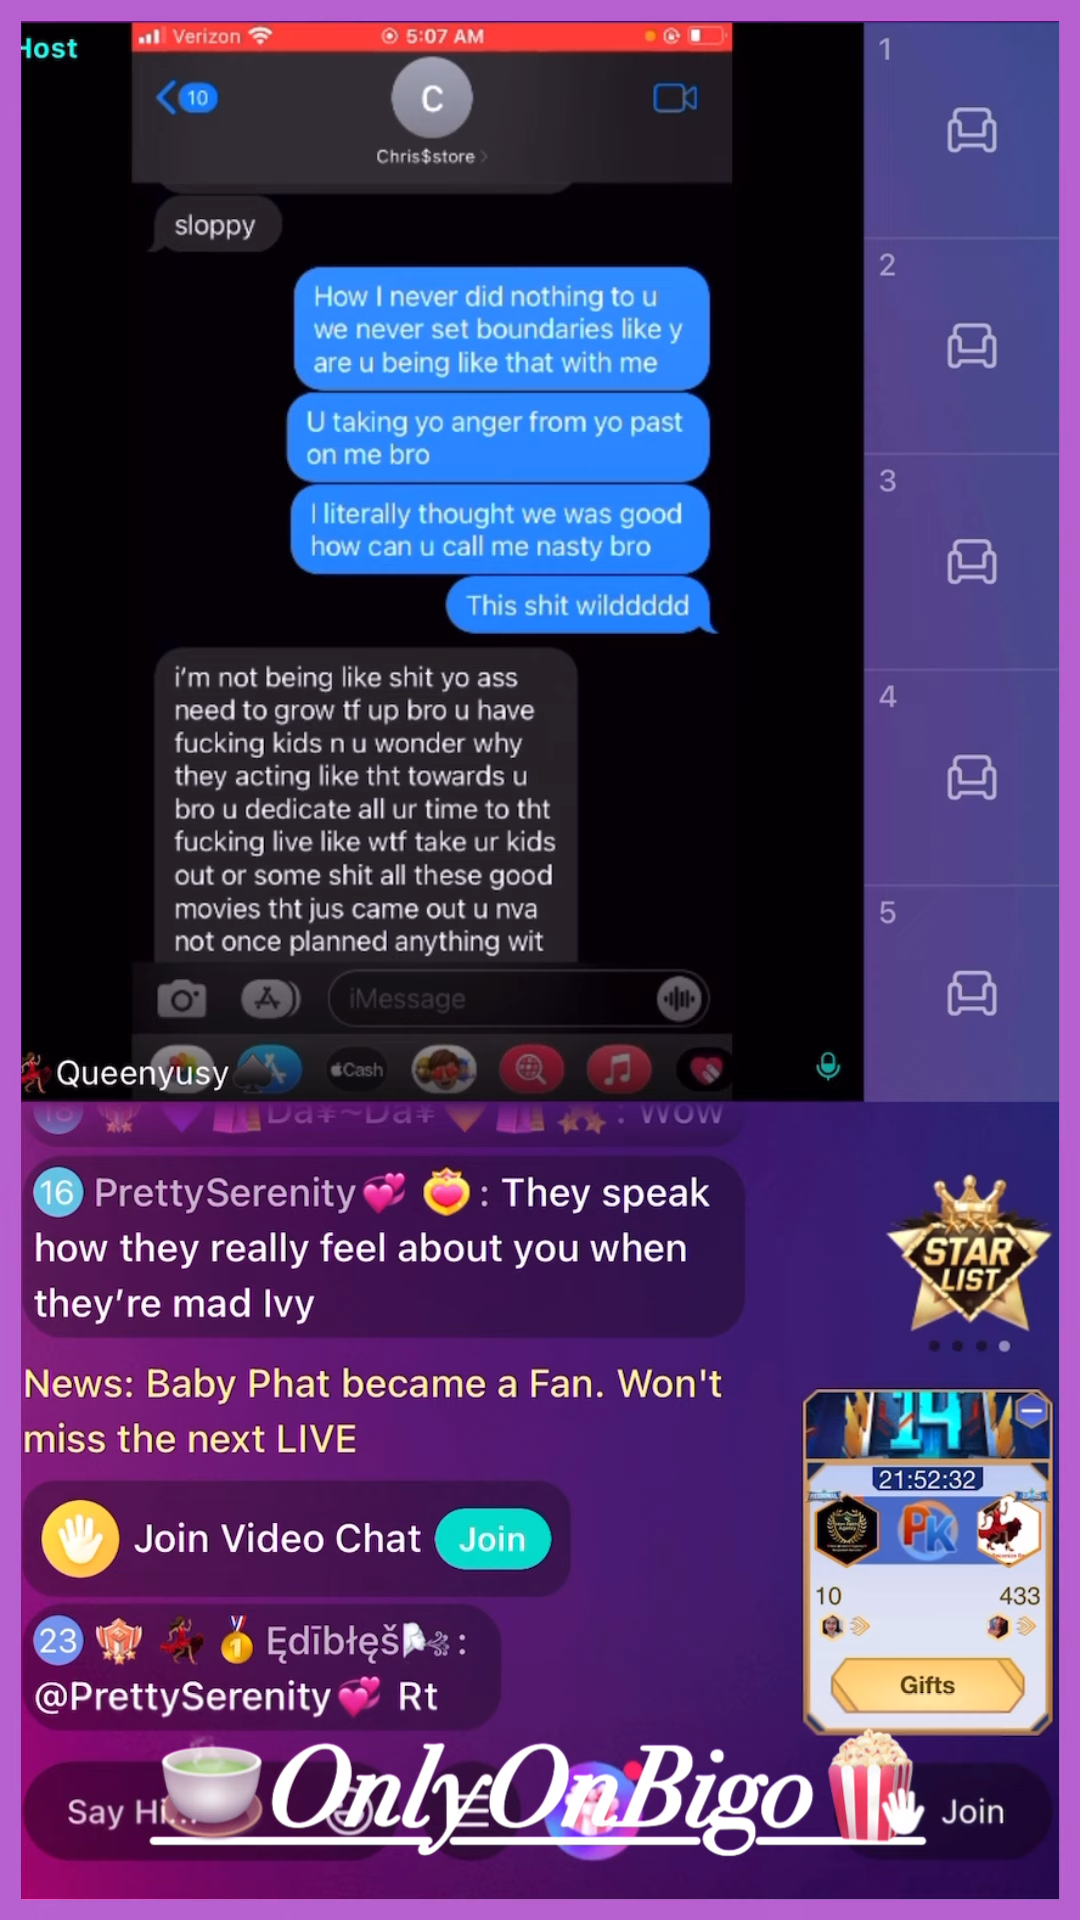 Host
Verizon
5:07 AM
10
C
Chris$store
sloppy
How I never did nothing to u
we never set boundaries like y
are u being like that with me
U taking yo anger from yo past
on me bro
I literally thought we was good
how can u call me nasty bro
This shit wilddddd
i'm not being like shit yo ass
need to grow tf up bro u have
fucking kids n u wonder why
they acting like tht towards u
bro u dedicate all ur time to tht
fucking live like wtf take ur kids
out or some shit all these good
movies tht jus came out u nva
not once planned anything wit
iMessage
Cash
Queenyusy
1
2
3
4
5
18 Da¥~Da¥ : Wow
16 PrettySerenity💞 : They speak
how they really feel about you when
they're mad Ivy
News: Baby Phat became a Fan. Won't
miss the next LIVE
Join Video Chat Join
23 Ędībłęš :
@PrettySerenity💞 Rt
STAR
LIST
14
21:52:32
PK
10 433
Gifts
Say Hi...
OnlyOnBigo
Join